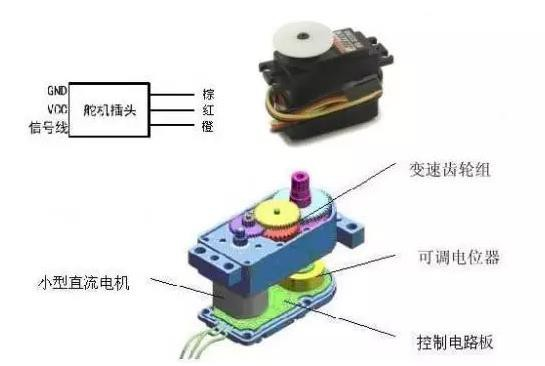 GND
VCC
信号线
舵机插头
棕
红
橙
变速齿轮组
可调电位器
小型直流电机
控制电路板